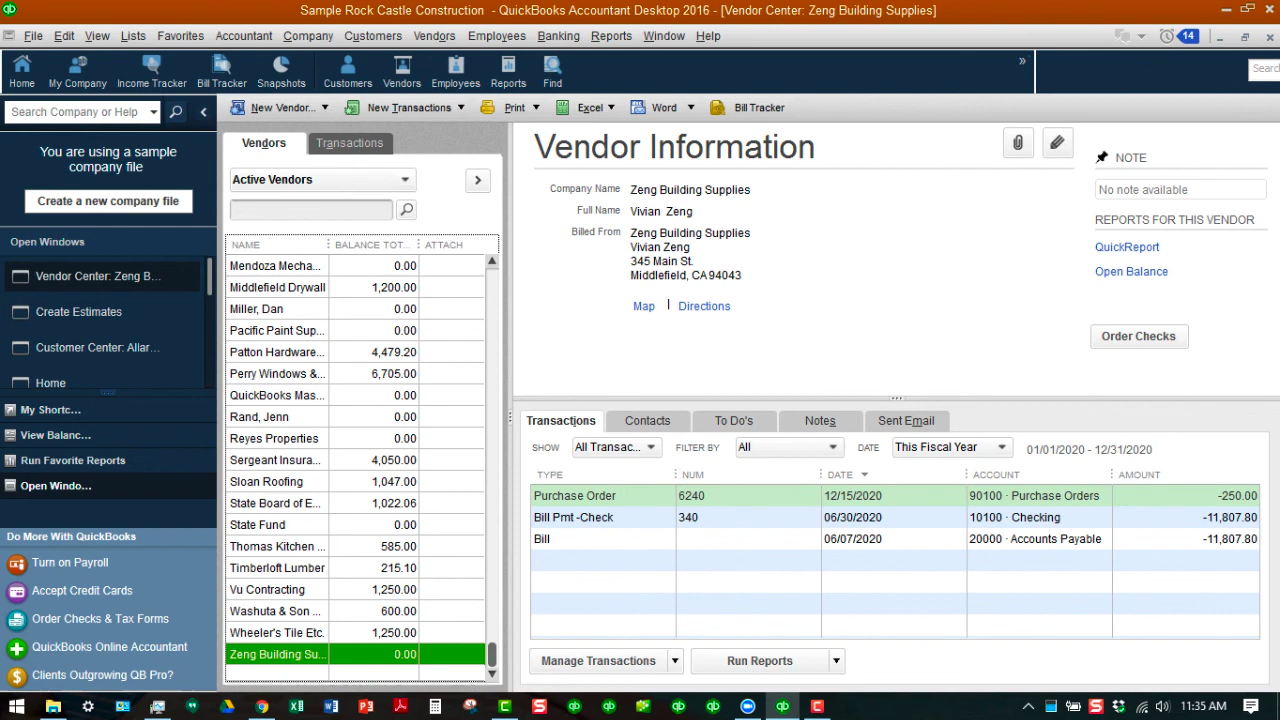 Sample Rock Castle Construction - QuickBooks Accountant Desktop 2016 - [Vendor Center: Zeng Building Supplies]
File Edit View Lists Favorites Accountant Company Customers Vendors Employees Banking Reports Window Help
14
Home My Company Income Tracker Bill Tracker Snapshots Customers Vendors Employees Reports Find
»
Searc
Search Company or Help
You are using a sample
company file
Create a new company file
Open Windows
Vendor Center: Zeng B...
Create Estimates
Customer Center: Allar...
Home
My Shortc...
View Balanc...
Run Favorite Reports
Open Windo...
Do More With QuickBooks
Turn on Payroll
Accept Credit Cards
Order Checks & Tax Forms
QuickBooks Online Accountant
Clients Outgrowing QB Pro?
New Vendor... New Transactions Print Excel Word Bill Tracker
Vendors Transactions
Active Vendors
NAME BALANCE TOT... ATTACH
Mendoza Mecha... 0.00
Middlefield Drywall 1,200.00
Miller, Dan 0.00
Pacific Paint Sup... 0.00
Patton Hardware... 4,479.20
Perry Windows &... 6,705.00
QuickBooks Mas... 0.00
Rand, Jenn 0.00
Reyes Properties 0.00
Sergeant Insura... 4,050.00
Sloan Roofing 1,047.00
State Board of E... 1,022.06
State Fund 0.00
Thomas Kitchen ... 585.00
Timberloft Lumber 215.10
Vu Contracting 1,250.00
Washuta & Son ... 600.00
Wheeler's Tile Etc. 1,250.00
Zeng Building Su... 0.00
Vendor Information
Company Name Zeng Building Supplies
Full Name Vivian Zeng
Billed From Zeng Building Supplies
Vivian Zeng
345 Main St.
Middlefield, CA 94043
Map | Directions
NOTE
No note available
REPORTS FOR THIS VENDOR
QuickReport
Open Balance
Order Checks
Transactions Contacts To Do's Notes Sent Email
SHOW All Transac... FILTER BY All DATE This Fiscal Year 01/01/2020 - 12/31/2020
TYPE NUM DATE ACCOUNT AMOUNT
Purchase Order 6240 12/15/2020 90100 · Purchase Orders -250.00
Bill Pmt -Check 340 06/30/2020 10100 · Checking -11,807.80
Bill 06/07/2020 20000 · Accounts Payable -11,807.80
Manage Transactions Run Reports
11:35 AM